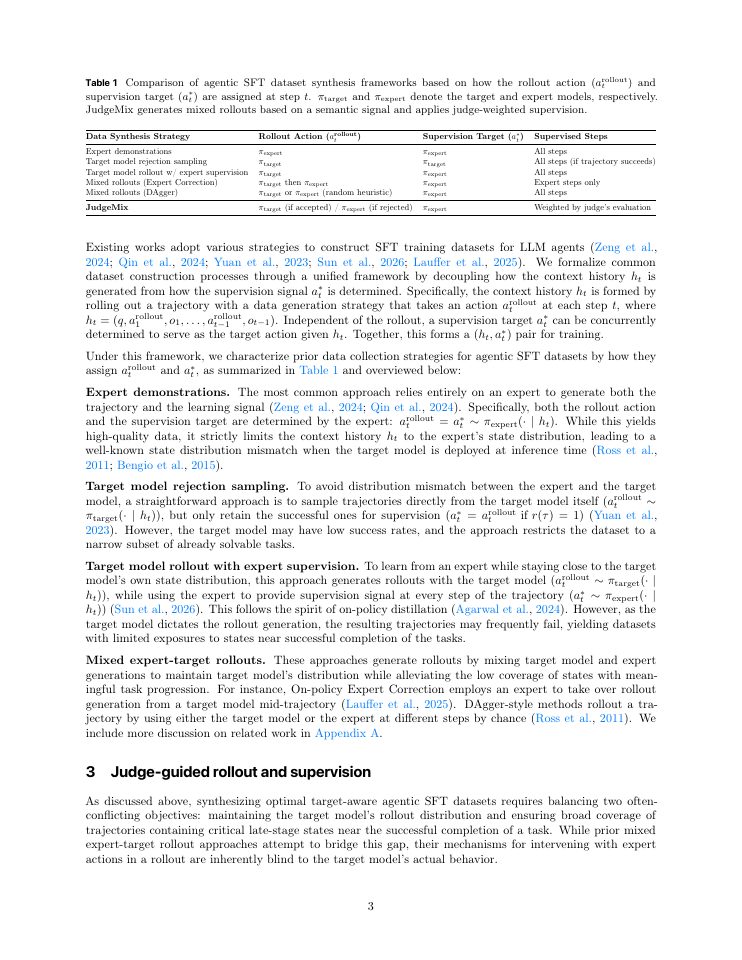 Table 1 Comparison of agentic SFT dataset synthesis frameworks based on how the rollout action (a_t^rollout) and
supervision target (a_t^*) are assigned at step t. π_target and π_expert denote the target and expert models, respectively.
JudgeMix generates mixed rollouts based on a semantic signal and applies judge-weighted supervision.
Data Synthesis Strategy Rollout Action (a_t^rollout) Supervision Target (a_t^*) Supervised Steps
Expert demonstrations π_expert π_expert All steps
Target model rejection sampling π_target π_target All steps (if trajectory succeeds)
Target model rollout w/ expert supervision π_target π_expert All steps
Mixed rollouts (Expert Correction) π_target then π_expert π_expert Expert steps only
Mixed rollouts (DAgger) π_target or π_expert (random heuristic) π_expert All steps
JudgeMix π_target (if accepted) / π_expert (if rejected) π_expert Weighted by judge's evaluation
Existing works adopt various strategies to construct SFT training datasets for LLM agents (Zeng et al.,
2024; Qin et al., 2024; Yuan et al., 2023; Sun et al., 2026; Lauffer et al., 2025). We formalize common
dataset construction processes through a unified framework by decoupling how the context history h_t is
generated from how the supervision signal a_t^* is determined. Specifically, the context history h_t is formed by
rolling out a trajectory with a data generation strategy that takes an action a_t^rollout at each step t, where
h_t = (q, a_1^rollout, o_1, . . . , a_{t−1}^rollout, o_{t−1}). Independent of the rollout, a supervision target a_t^* can be concurrently
determined to serve as the target action given h_t. Together, this forms a (h_t, a_t^*) pair for training.
Under this framework, we characterize prior data collection strategies for agentic SFT datasets by how they
assign a_t^rollout and a_t^*, as summarized in Table 1 and overviewed below:
Expert demonstrations. The most common approach relies entirely on an expert to generate both the
trajectory and the learning signal (Zeng et al., 2024; Qin et al., 2024). Specifically, both the rollout action
and the supervision target are determined by the expert: a_t^rollout = a_t^* ∼ π_expert(· | h_t). While this yields
high-quality data, it strictly limits the context history h_t to the expert's state distribution, leading to a
well-known state distribution mismatch when the target model is deployed at inference time (Ross et al.,
2011; Bengio et al., 2015).
Target model rejection sampling. To avoid distribution mismatch between the expert and the target
model, a straightforward approach is to sample trajectories directly from the target model itself (a_t^rollout ∼
π_target(· | h_t)), but only retain the successful ones for supervision (a_t^* = a_t^rollout if r(τ) = 1) (Yuan et al.,
2023). However, the target model may have low success rates, and the approach restricts the dataset to a
narrow subset of already solvable tasks.
Target model rollout with expert supervision. To learn from an expert while staying close to the target
model's own state distribution, this approach generates rollouts with the target model (a_t^rollout ∼ π_target(· |
h_t)), while using the expert to provide supervision signal at every step of the trajectory (a_t^* ∼ π_expert(· |
h_t)) (Sun et al., 2026). This follows the spirit of on-policy distillation (Agarwal et al., 2024). However, as the
target model dictates the rollout generation, the resulting trajectories may frequently fail, yielding datasets
with limited exposures to states near successful completion of the tasks.
Mixed expert-target rollouts. These approaches generate rollouts by mixing target model and expert
generations to maintain target model's distribution while alleviating the low coverage of states with mean-
ingful task progression. For instance, On-policy Expert Correction employs an expert to take over rollout
generation from a target model mid-trajectory (Lauffer et al., 2025). DAgger-style methods rollout a tra-
jectory by using either the target model or the expert at different steps by chance (Ross et al., 2011). We
include more discussion on related work in Appendix A.
3 Judge-guided rollout and supervision
As discussed above, synthesizing optimal target-aware agentic SFT datasets requires balancing two often-
conflicting objectives: maintaining the target model's rollout distribution and ensuring broad coverage of
trajectories containing critical late-stage states near the successful completion of a task. While prior mixed
expert-target rollout approaches attempt to bridge this gap, their mechanisms for intervening with expert
actions in a rollout are inherently blind to the target model's actual behavior.
3